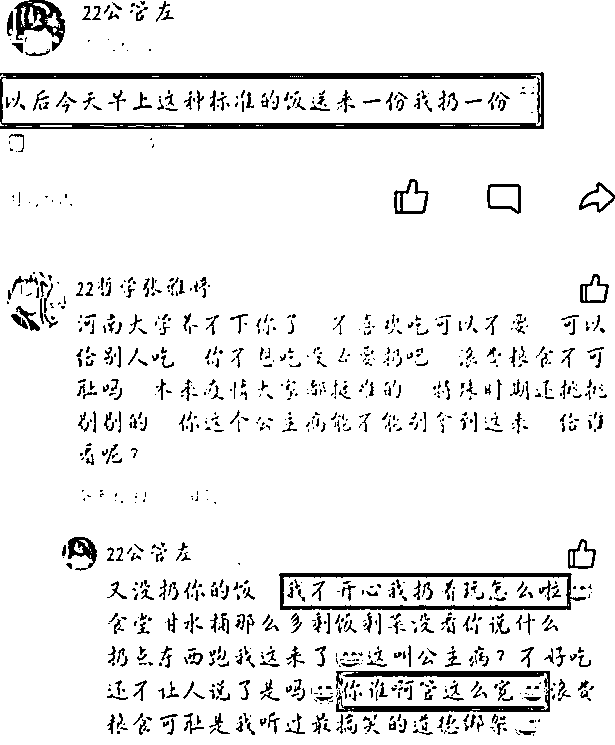 22公管左
以后今天早上这种标准的饭送来一份我扔一份
22哲学张雅婷
河南大学养不下你了 不喜欢吃可以不要 可以
给别人吃 你不想吃没必要扔吧 浪费粮食不可
耻吗 本来疫情大家都挺难的 特殊时期还挑挑
剔剔的 你这个公主病能不能别拿到这来 给谁
看呢？
22公管左
又没扔你的饭 我不开心我扔着玩怎么啦
食堂泔水桶那么多剩饭剩菜没看你说什么
扔点东西跑我这来了 这叫公主病？不好吃
还不让人说了是吗 你谁啊管这么宽 浪费
粮食可耻是我听过最搞笑的道德绑架